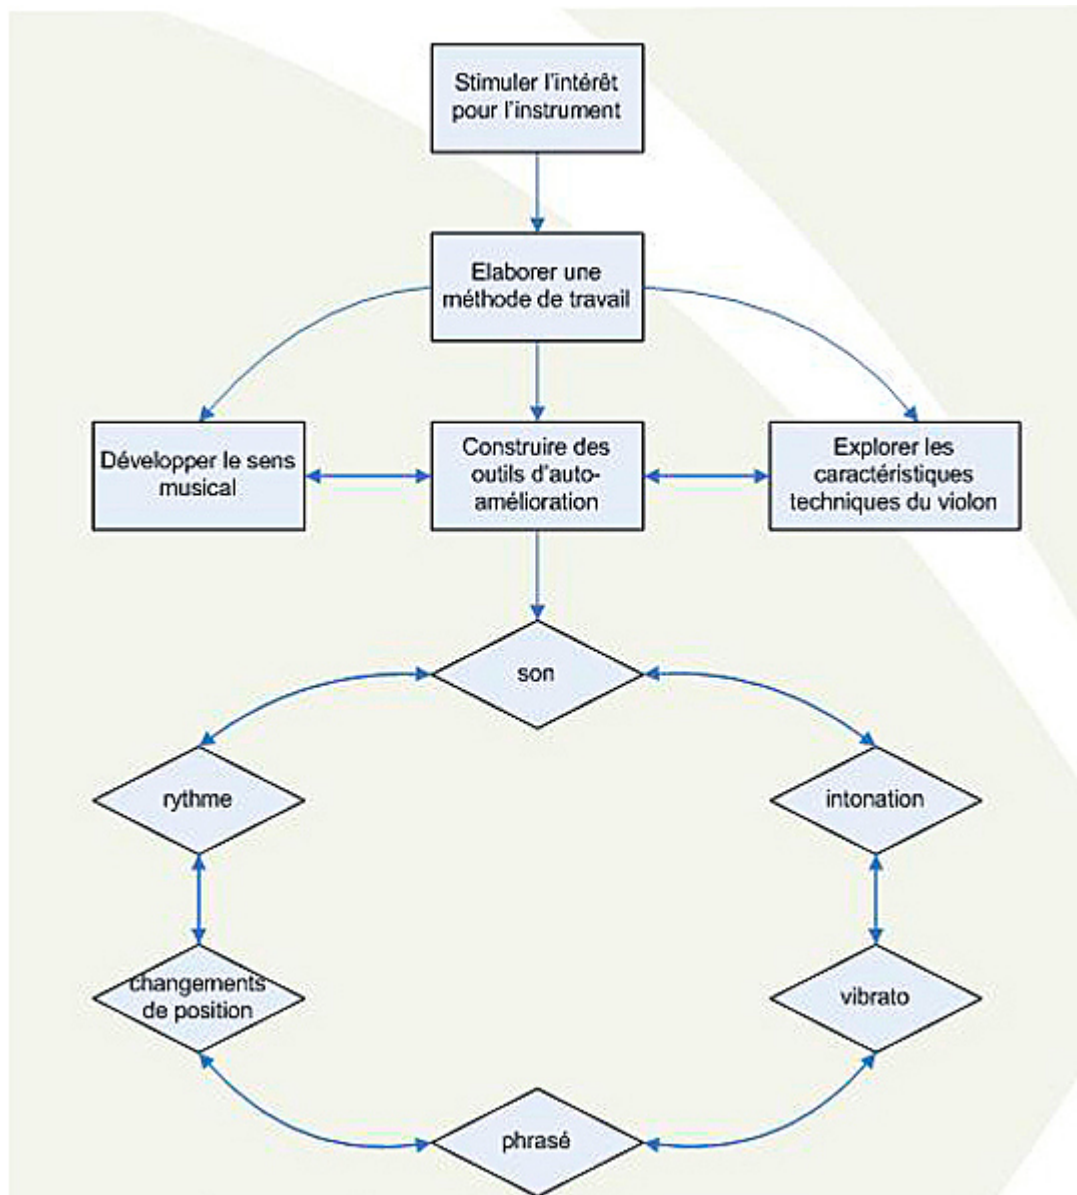 Stimuler l'intérêt
pour l'instrument
Elaborer une
méthode de travail
Développer le sens
musical
Construire des
outils d'auto-
amélioration
Explorer les
caractéristiques
techniques du violon
son
rythme
intonation
changements
de position
vibrato
phrasé